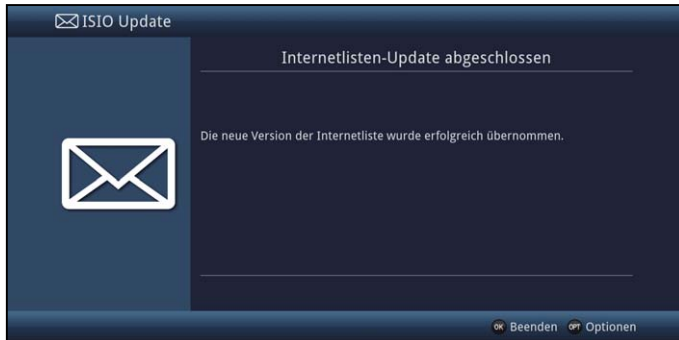 ISIO Update
Internetlisten-Update abgeschlossen
Die neue Version der Internetliste wurde erfolgreich übernommen.
OK Beenden OPT Optionen